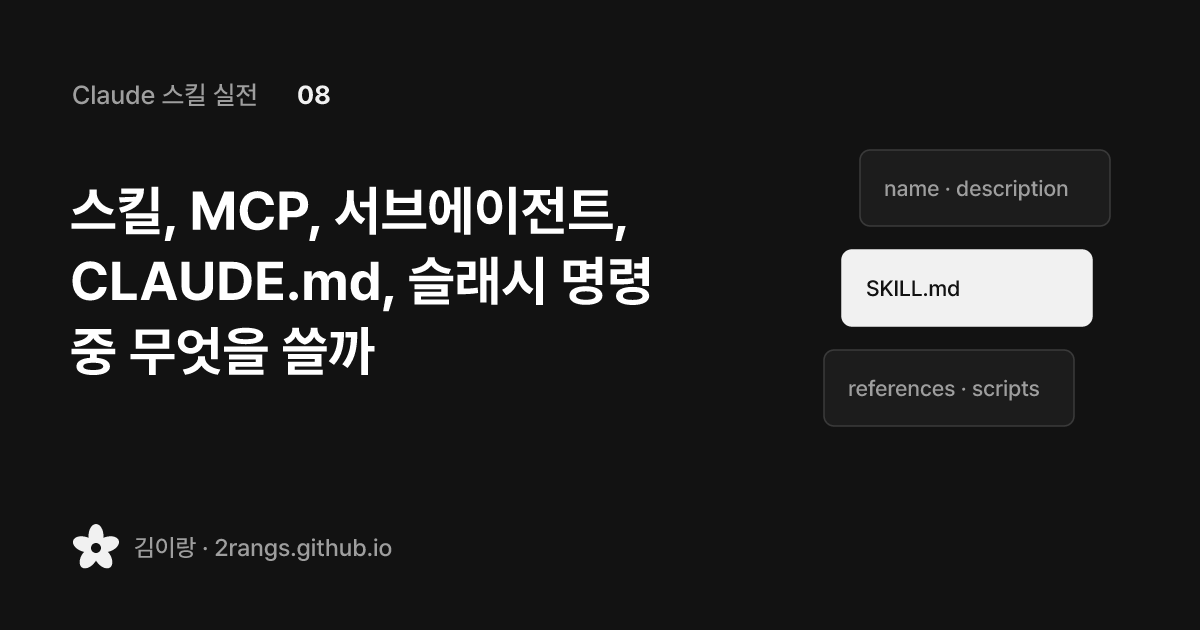 Claude 스킬 실전 08
스킬, MCP, 서브에이전트,
CLAUDE.md, 슬래시 명령
중 무엇을 쓸까
name · description
SKILL.md
references · scripts
김이랑 · 2rangs.github.io